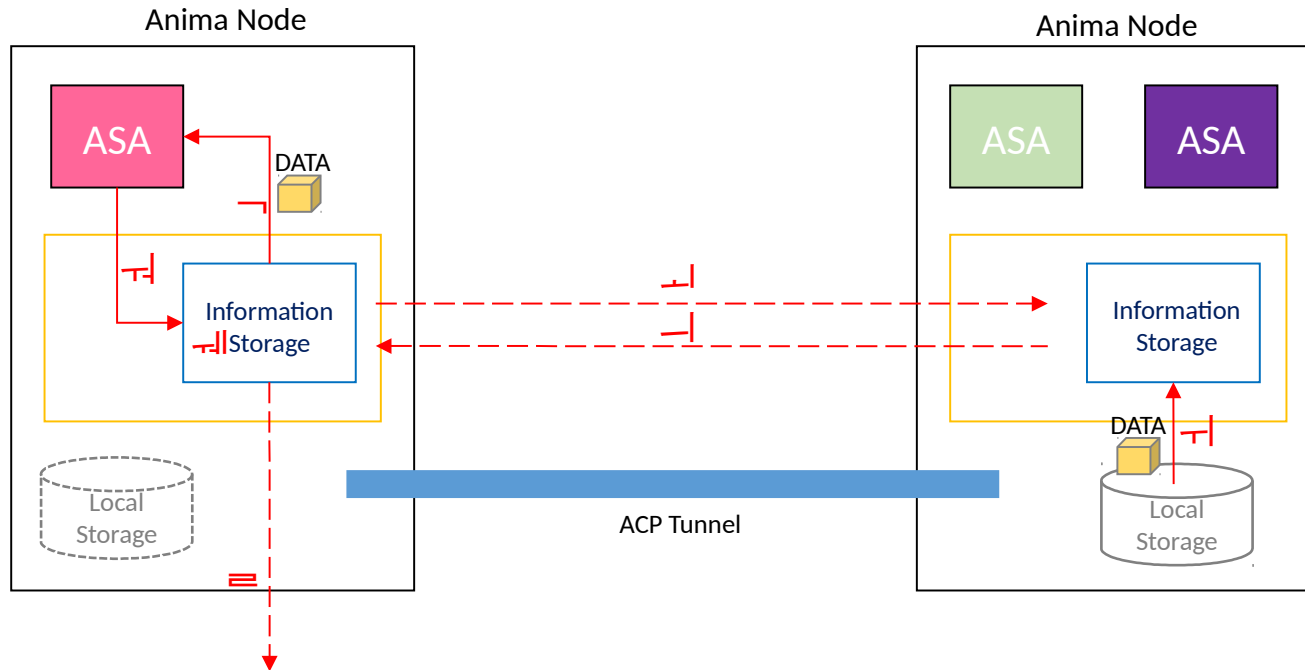 Anima Node
Anima Node
ASA
DATA
Information
Storage
Local
Storage
ACP Tunnel
ASA
ASA
Information
Storage
DATA
Local
Storage